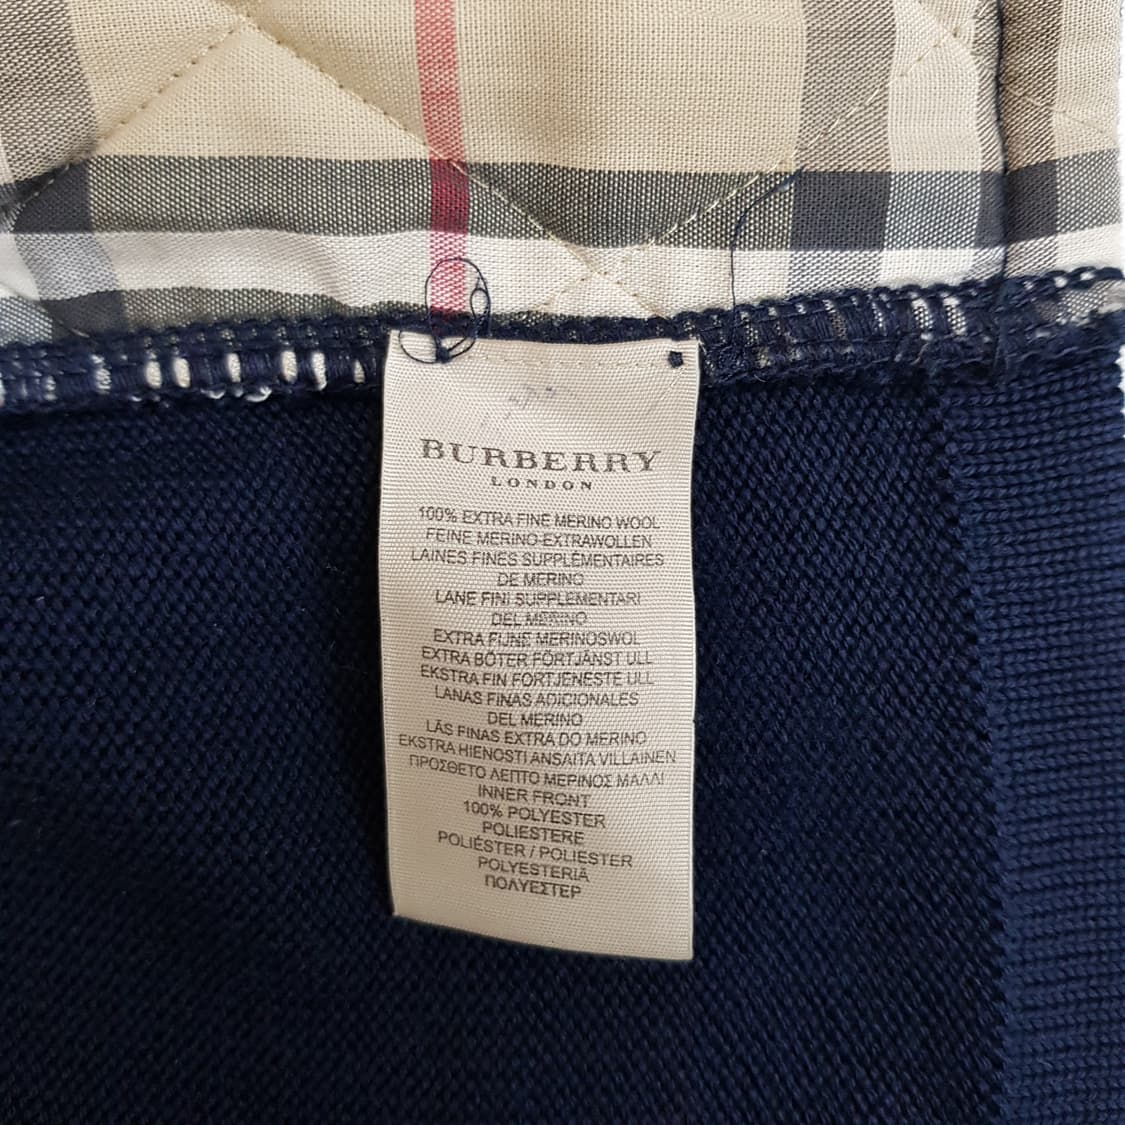 BURBERRY
LONDON
100% EXTRA FINE MERINO WOOL
FEINE MERINO-EXTRAWOLLEN
LAINES FINES SUPPLÉMENTAIRES
DE MERINO
LANE FINI SUPPLEMENTARI
DEL MERINO
EXTRA FIJNE MERINOSWOL
EXTRA BÖTER FÖRTJÄNST ULL
EKSTRA FIN FORTJENESTE ULL
LANAS FINAS ADICIONALES
DEL MERINO
LÃS FINAS EXTRA DO MERINO
EKSTRA HIENOSTI ANSAITA VILLAINEN
ΠΡΟΣΘΕΤΟ ΛΕΠΤΟ ΜΕΡΙΝΟΣ ΜΑΛΛΙ
INNER FRONT
100% POLYESTER
POLIESTERE
POLIÉSTER / POLIESTER
POLYESTERIÄ
ΠΟΛΥΕΣΤΕΡ